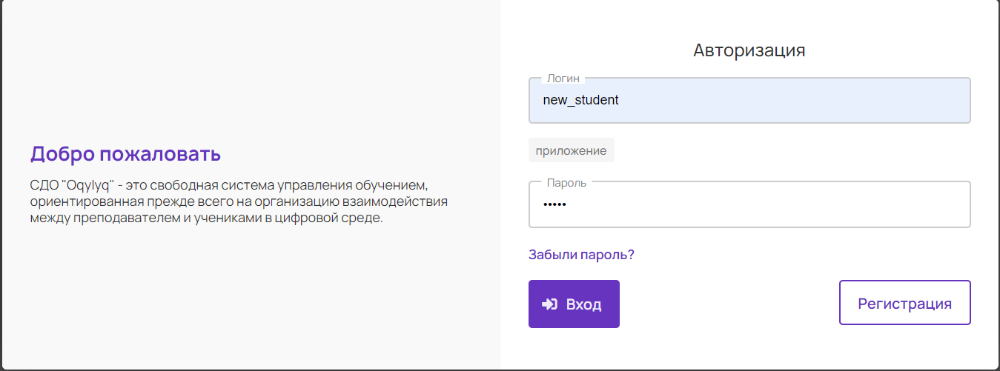 Добро пожаловать
СДО "Oqylyq" - это свободная система управления обучением,
ориентированная прежде всего на организацию взаимодействия
между преподавателем и учениками в цифровой среде.
Авторизация
Логин
new_student
приложение
Пароль
•••••
Забыли пароль?
Вход
Регистрация